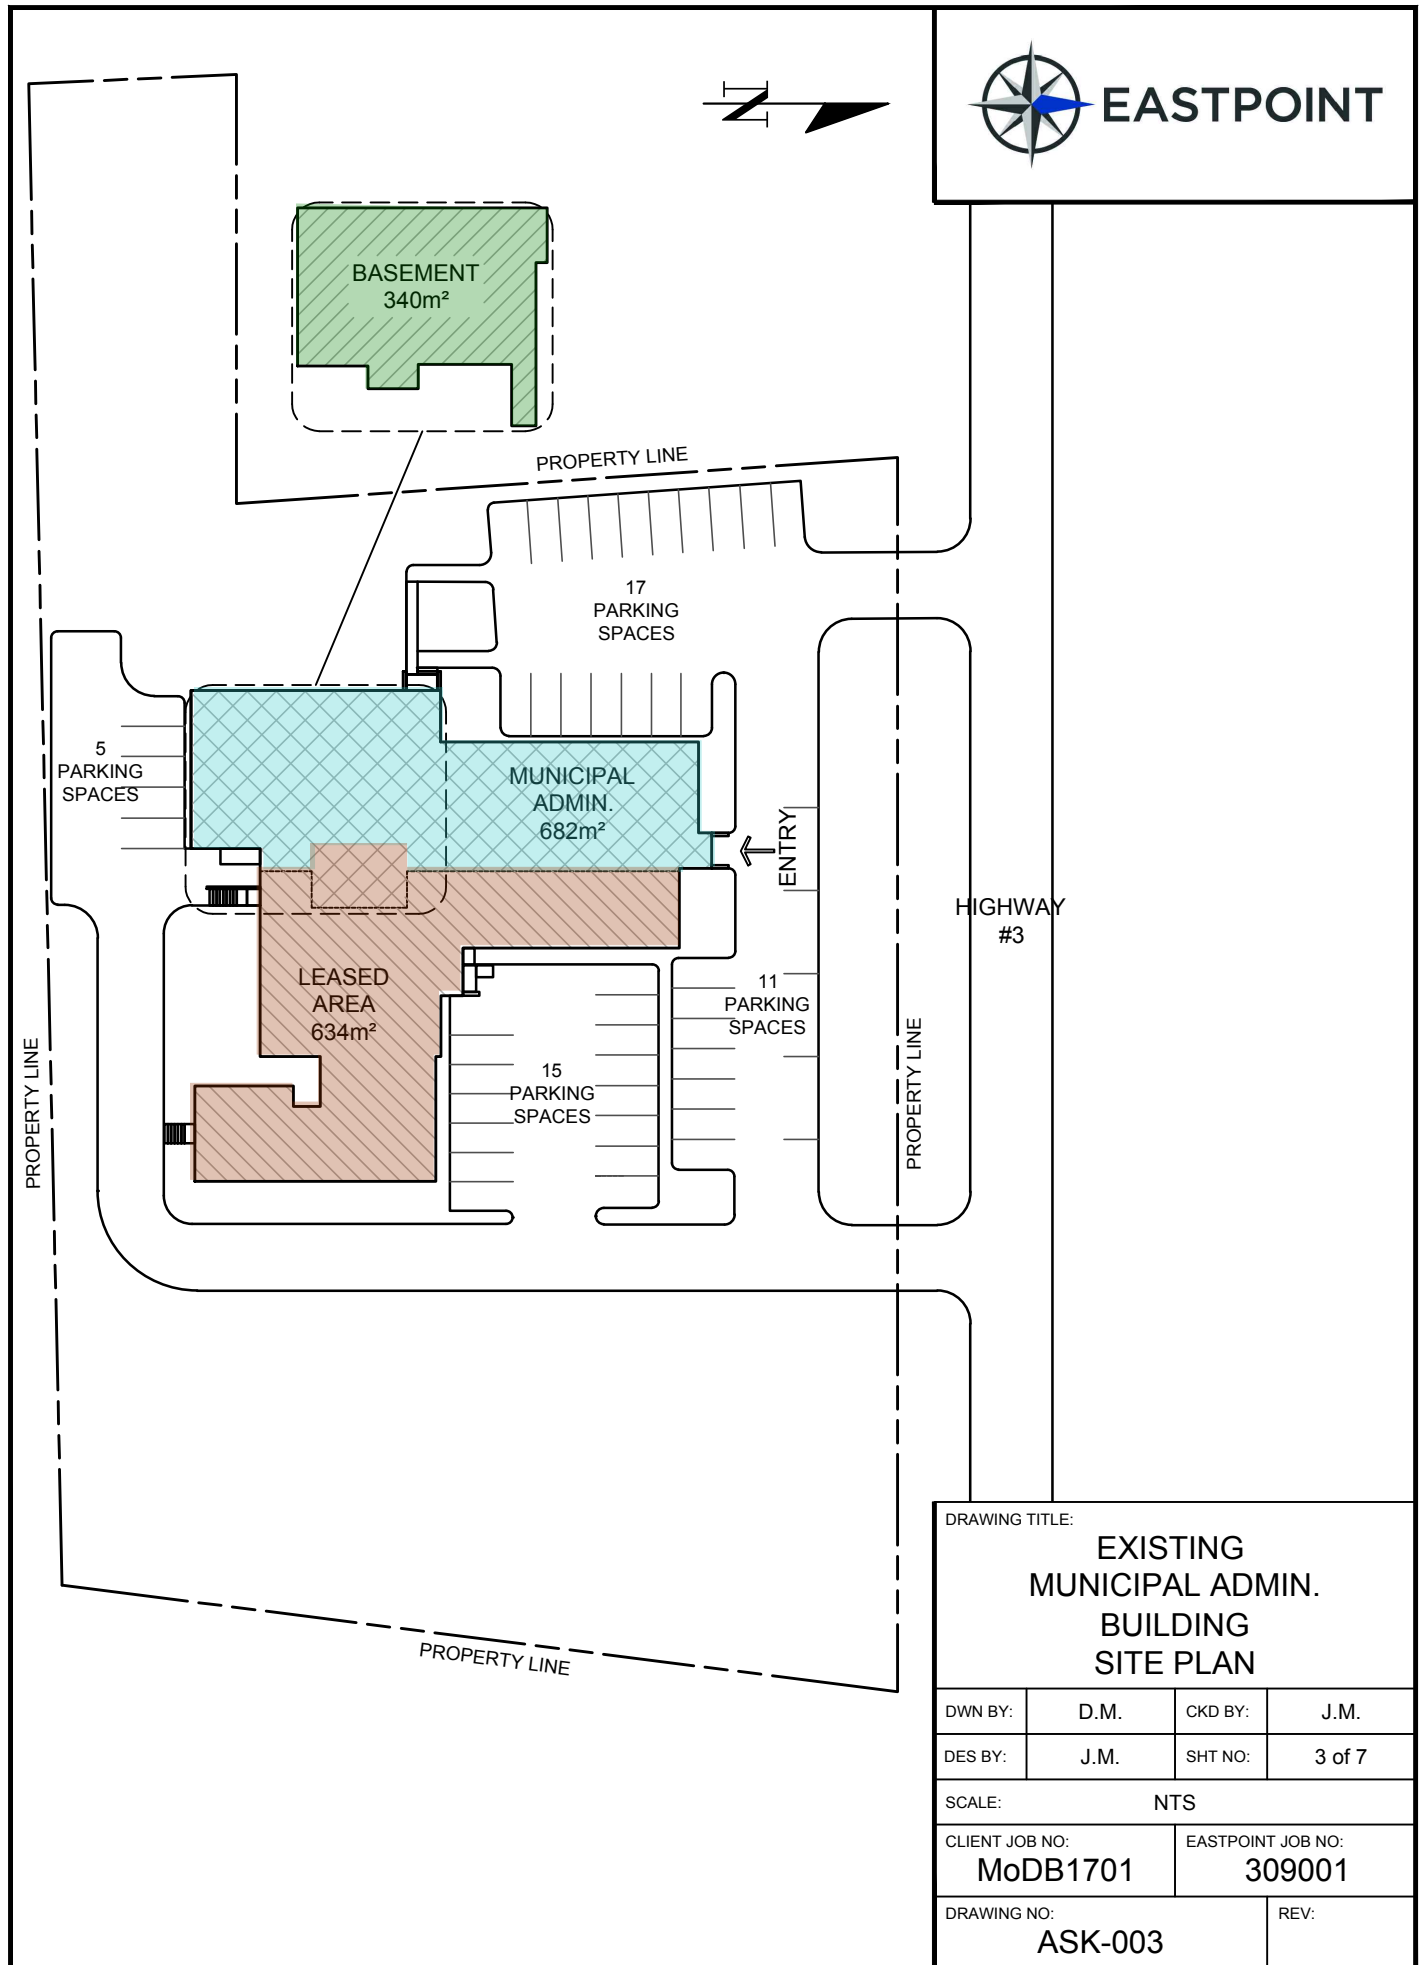 N
EASTPOINT
BASEMENT
340m²
PROPERTY LINE
17
PARKING
SPACES
5
PARKING
SPACES
MUNICIPAL
ADMIN.
682m²
ENTRY
HIGHWAY
#3
LEASED
AREA
634m²
11
PARKING
SPACES
15
PARKING
SPACES
PROPERTY LINE
PROPERTY LINE
PROPERTY LINE
DRAWING TITLE:
EXISTING
MUNICIPAL ADMIN.
BUILDING
SITE PLAN
DWN BY: D.M. CKD BY: J.M.
DES BY: J.M. SHT NO: 3 of 7
SCALE: NTS
CLIENT JOB NO: EASTPOINT JOB NO:
MoDB1701 309001
DRAWING NO: REV:
ASK-003